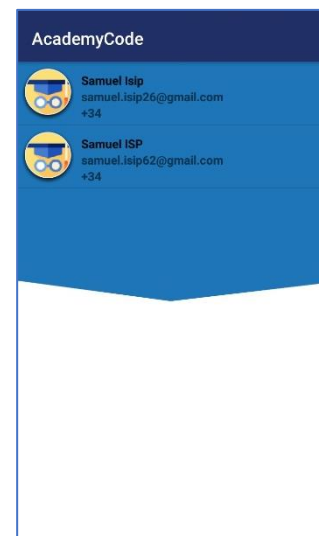 AcademyCode
Samuel Isip
samuel.isip26@gmail.com
+34
Samuel ISP
samuel.isip62@gmail.com
+34